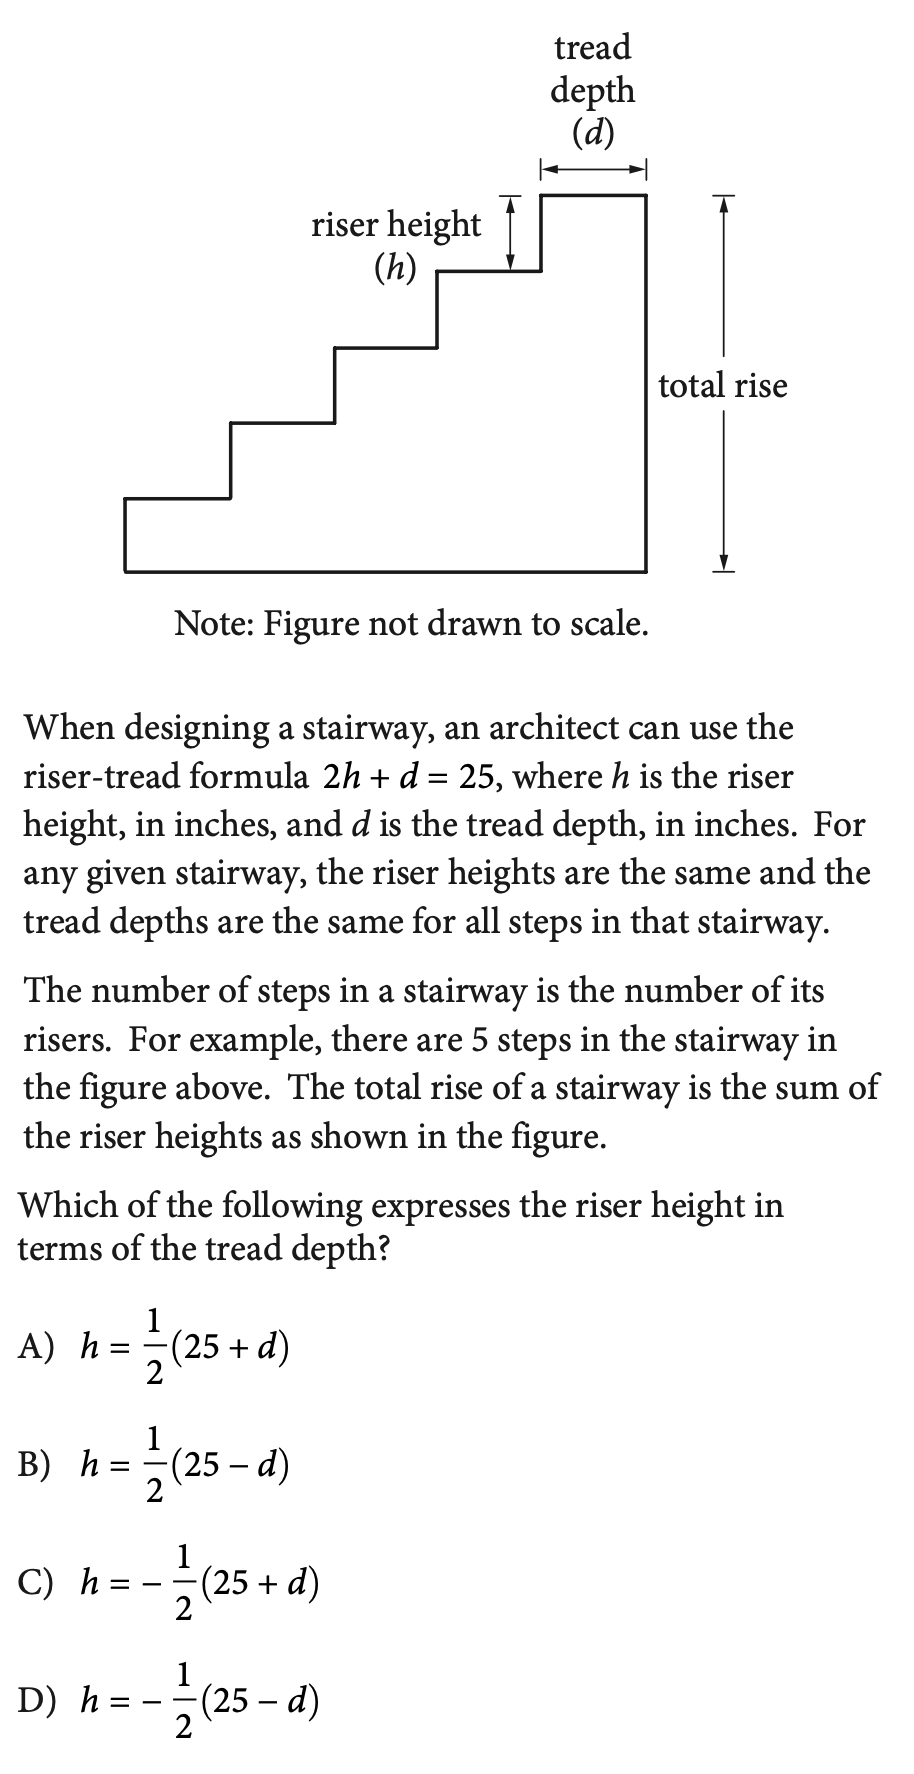 tread
depth
(d)
riser height
(h)
total rise
Note: Figure not drawn to scale.
When designing a stairway, an architect can use the
riser-tread formula 2h + d = 25, where h is the riser
height, in inches, and d is the tread depth, in inches. For
any given stairway, the riser heights are the same and the
tread depths are the same for all steps in that stairway.
The number of steps in a stairway is the number of its
risers. For example, there are 5 steps in the stairway in
the figure above. The total rise of a stairway is the sum of
the riser heights as shown in the figure.
Which of the following expresses the riser height in
terms of the tread depth?
A) h = 1/2(25 + d)
B) h = 1/2(25 – d)
C) h = – 1/2(25 + d)
D) h = – 1/2(25 – d)